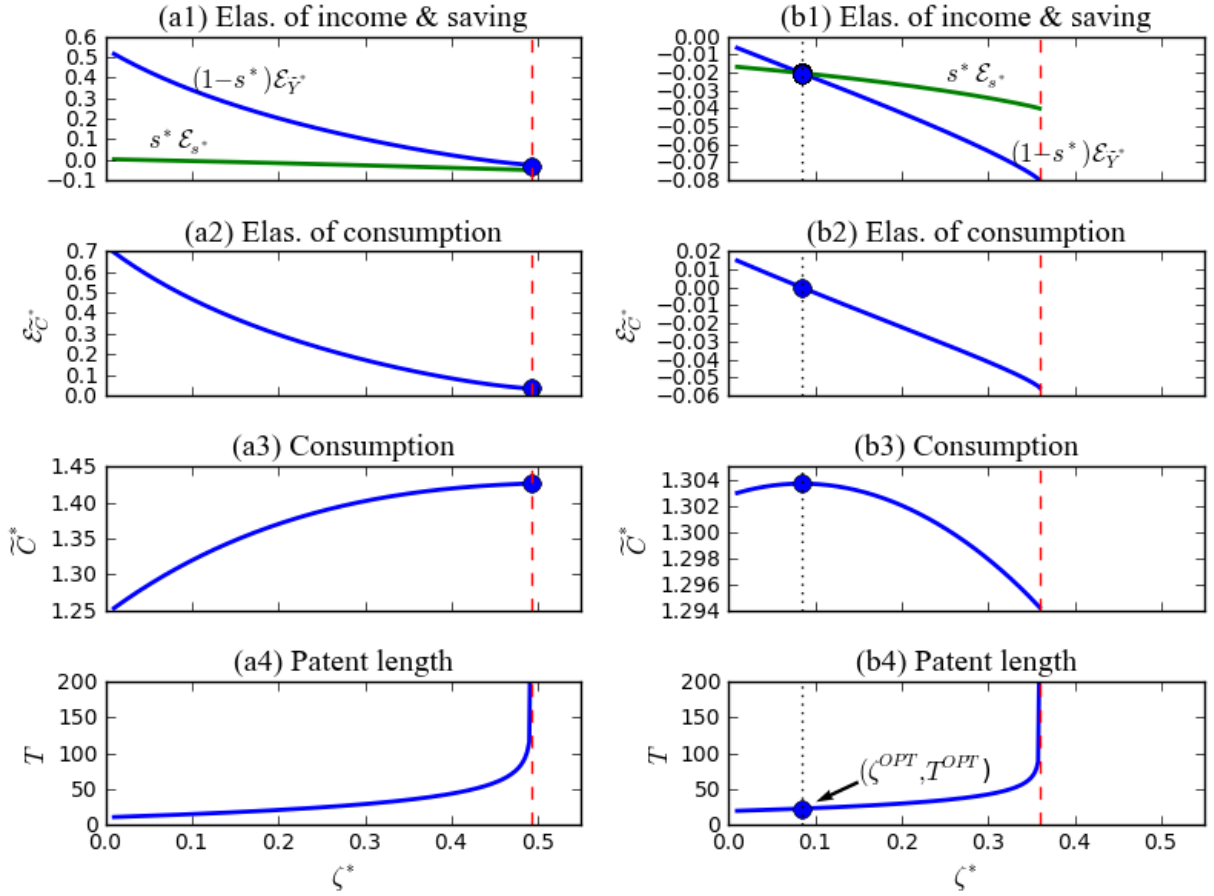 (a1) Elas. of income & saving
0.6
0.5
0.4
0.3
0.2
0.1
0.0
−0.1
(1−s*)ℰ_Ỹ*
s* ℰ_s*
(b1) Elas. of income & saving
0.00
−0.01
−0.02
−0.03
−0.04
−0.05
−0.06
−0.07
−0.08
s* ℰ_s*
(1−s*)ℰ_Ỹ*
(a2) Elas. of consumption
0.7
0.6
0.5
0.4
0.3
0.2
0.1
0.0
ℰ_C̃*
(b2) Elas. of consumption
0.02
0.01
0.00
−0.01
−0.02
−0.03
−0.04
−0.05
−0.06
ℰ_C̃*
(a3) Consumption
1.45
1.40
1.35
1.30
1.25
C̃*
(b3) Consumption
1.304
1.302
1.300
1.298
1.296
1.294
C̃*
(a4) Patent length
200
150
100
50
0
T
0.0 0.1 0.2 0.3 0.4 0.5
ζ*
(b4) Patent length
200
150
100
50
0
T
(ζ^OPT,T^OPT)
0.0 0.1 0.2 0.3 0.4 0.5
ζ*